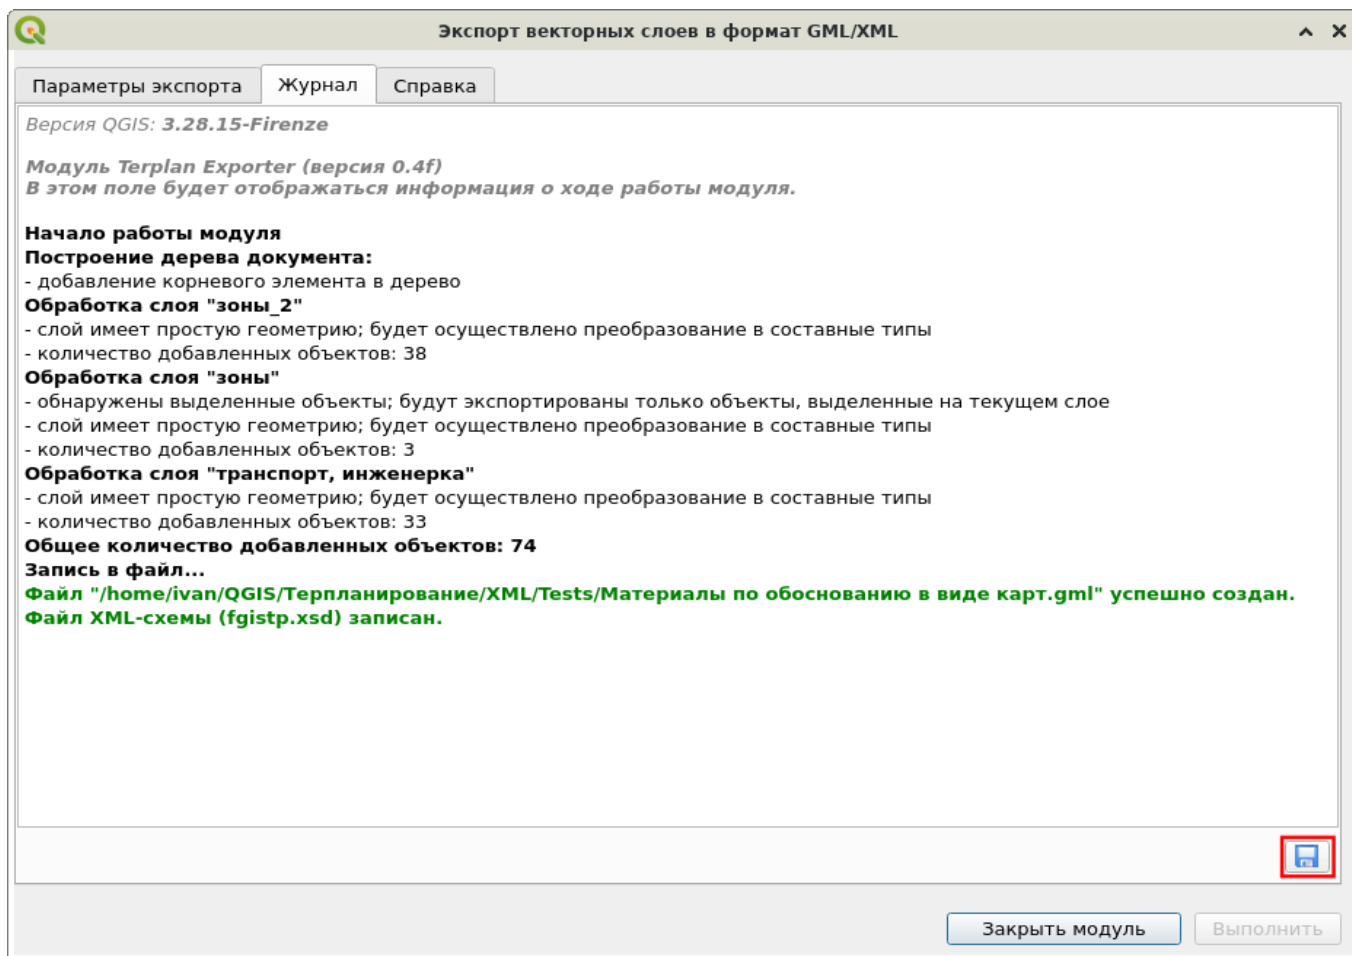 Экспорт векторных слоев в формат GML/XML
Параметры экспорта Журнал Справка
Версия QGIS: 3.28.15-Firenze
Модуль Terplan Exporter (версия 0.4f)
В этом поле будет отображаться информация о ходе работы модуля.
Начало работы модуля
Построение дерева документа:
- добавление корневого элемента в дерево
Обработка слоя "зоны_2"
- слой имеет простую геометрию; будет осуществлено преобразование в составные типы
- количество добавленных объектов: 38
Обработка слоя "зоны"
- обнаружены выделенные объекты; будут экспортированы только объекты, выделенные на текущем слое
- слой имеет простую геометрию; будет осуществлено преобразование в составные типы
- количество добавленных объектов: 3
Обработка слоя "транспорт, инженерка"
- слой имеет простую геометрию; будет осуществлено преобразование в составные типы
- количество добавленных объектов: 33
Общее количество добавленных объектов: 74
Запись в файл...
Файл "/home/ivan/QGIS/Терпланирование/XML/Tests/Материалы по обоснованию в виде карт.gml" успешно создан.
Файл XML-схемы (fgistp.xsd) записан.
Закрыть модуль Выполнить